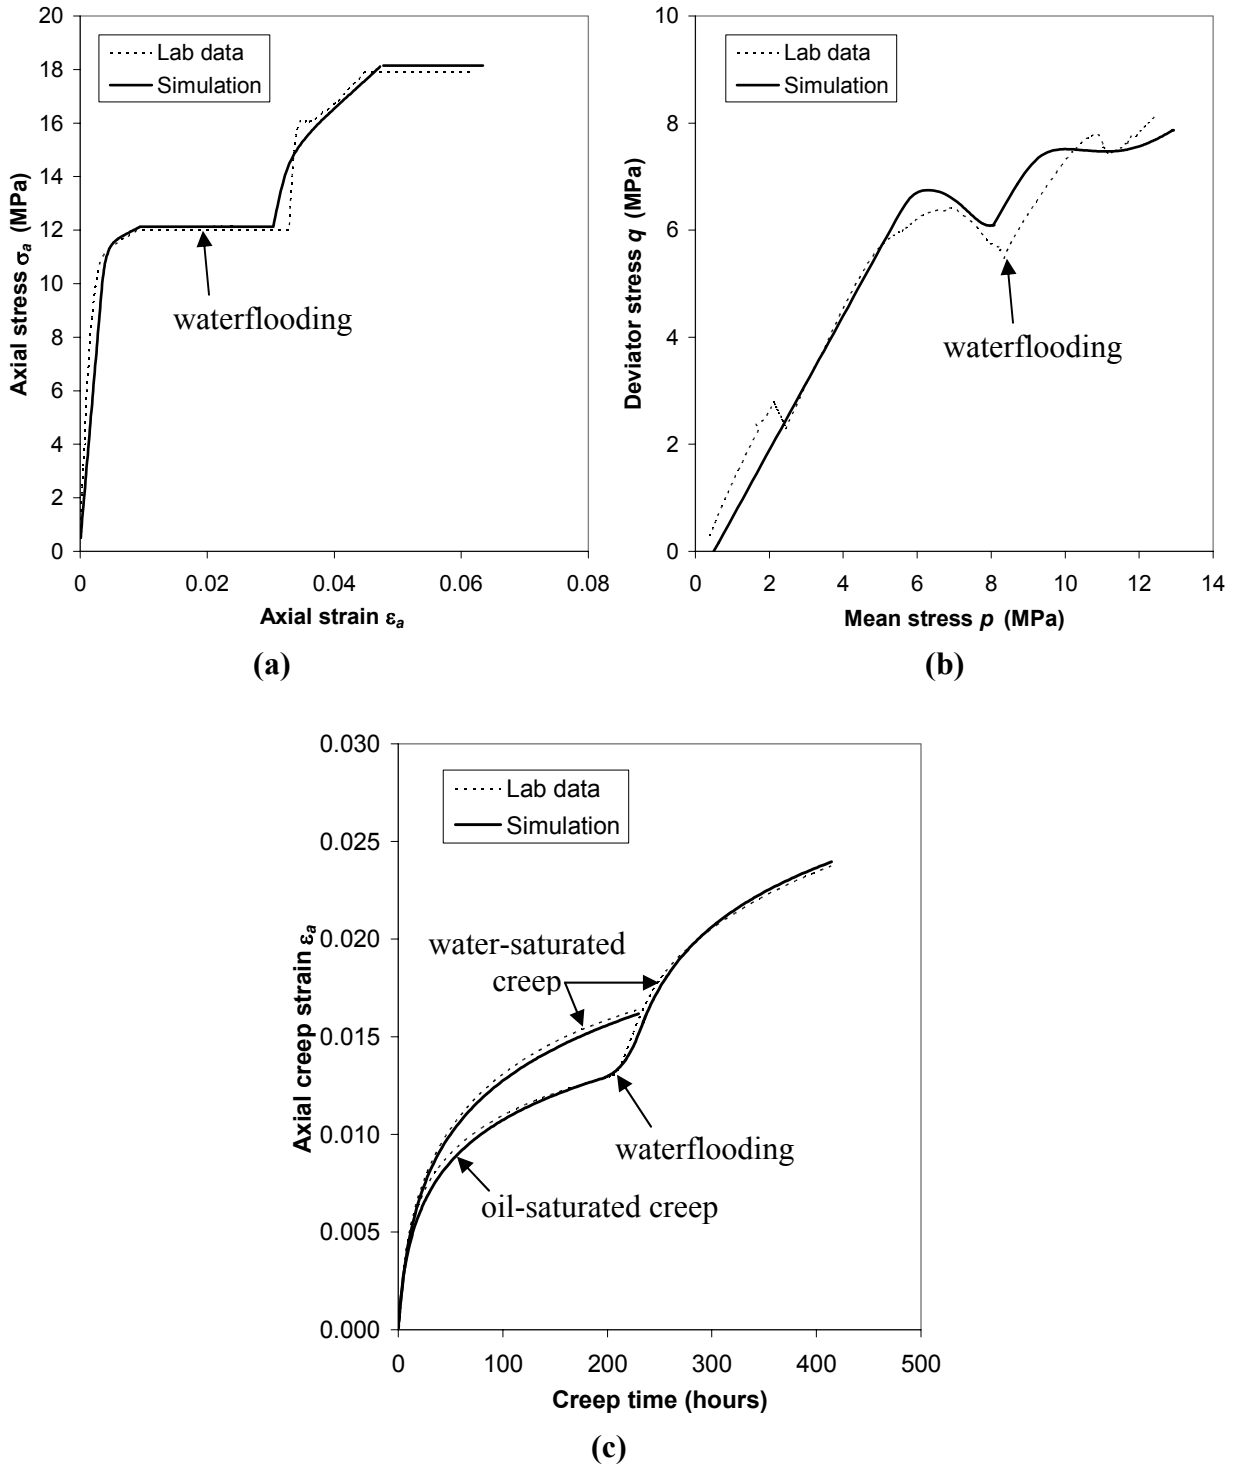 20
18
16
14
12
10
8
6
4
2
0
Axial stress σa (MPa)
Lab data
Simulation
waterflooding
0 0.02 0.04 0.06 0.08
Axial strain εa
(a)
10
8
6
4
2
0
Deviator stress q (MPa)
Lab data
Simulation
waterflooding
0 2 4 6 8 10 12 14
Mean stress p (MPa)
(b)
0.030
0.025
0.020
0.015
0.010
0.005
0.000
Axial creep strain εa
Lab data
Simulation
water-saturated
creep
waterflooding
oil-saturated creep
0 100 200 300 400 500
Creep time (hours)
(c)